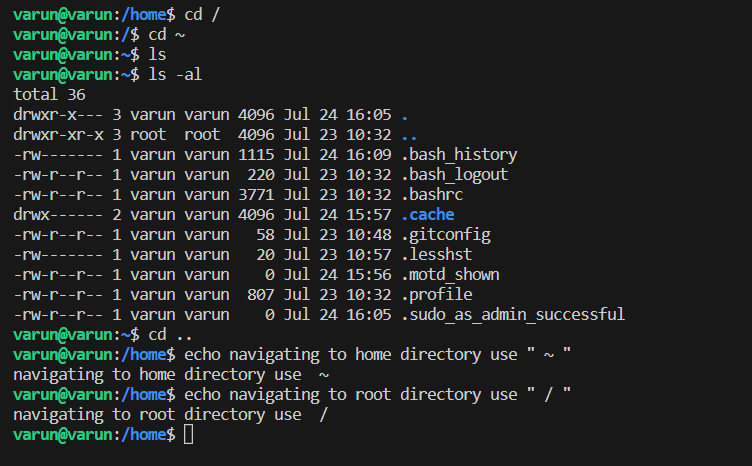 varun@varun:/home$ cd /
varun@varun:/$ cd ~
varun@varun:~$ ls
varun@varun:~$ ls -al
total 36
drwxr-x--- 3 varun varun 4096 Jul 24 16:05 .
drwxr-xr-x 3 root  root  4096 Jul 23 10:32 ..
-rw------- 1 varun varun 1115 Jul 24 16:09 .bash_history
-rw-r--r-- 1 varun varun  220 Jul 23 10:32 .bash_logout
-rw-r--r-- 1 varun varun 3771 Jul 23 10:32 .bashrc
drwx------ 2 varun varun 4096 Jul 24 15:57 .cache
-rw-r--r-- 1 varun varun   58 Jul 23 10:48 .gitconfig
-rw------- 1 varun varun   20 Jul 23 10:57 .lesshst
-rw-r--r-- 1 varun varun    0 Jul 24 15:56 .motd_shown
-rw-r--r-- 1 varun varun  807 Jul 23 10:32 .profile
-rw-r--r-- 1 varun varun    0 Jul 24 16:05 .sudo_as_admin_successful
varun@varun:~$ cd ..
varun@varun:/home$ echo navigating to home directory use " ~ "
navigating to home directory use  ~
varun@varun:/home$ echo navigating to root directory use " / "
navigating to root directory use  /
varun@varun:/home$